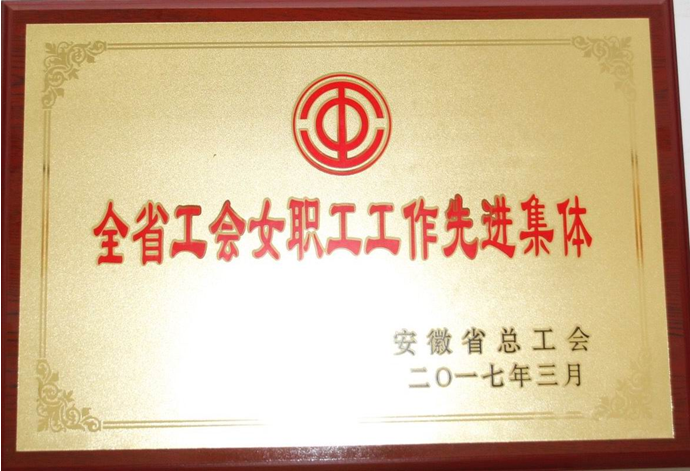 全省工会女职工工作先进集体
安徽省总工会
二〇一七年三月